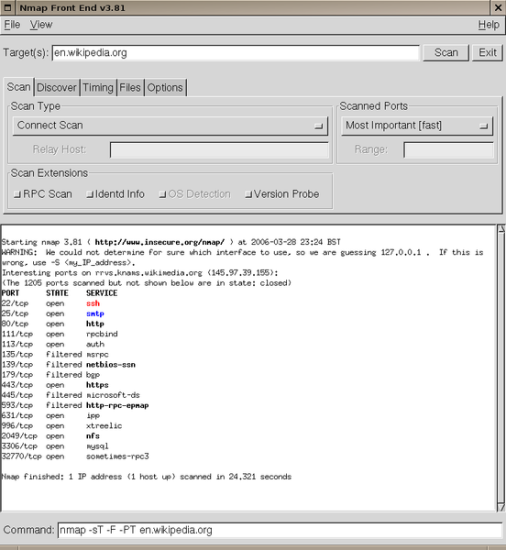 Nmap Front End v3.81
File View Help
Target(s): en.wikipedia.org Scan Exit
Scan Discover Timing Files Options
Scan Type Scanned Ports
Connect Scan Most Important [fast]
Relay Host: Range:
Scan Extensions
RPC Scan Identd Info OS Detection Version Probe
Starting nmap 3.81 ( http://www.insecure.org/nmap/ ) at 2006-03-28 23:24 BST
WARNING: We could not determine for sure which interface to use, so we are guessing 127.0.0.1 . If this is
wrong, use -S <my_IP_address>.
Interesting ports on rrvs.knams.wikimedia.org (145.97.39.155):
(The 1205 ports scanned but not shown below are in state: closed)
PORT STATE SERVICE
22/tcp open ssh
25/tcp open smtp
80/tcp open http
111/tcp open rpcbind
113/tcp open auth
135/tcp filtered msrpc
139/tcp filtered netbios-ssn
179/tcp filtered bgp
443/tcp open https
445/tcp filtered microsoft-ds
593/tcp filtered http-rpc-epmap
631/tcp open ipp
996/tcp open xtreelic
2049/tcp open nfs
3306/tcp open mysql
32770/tcp open sometimes-rpc3
Nmap finished: 1 IP address (1 host up) scanned in 24.321 seconds
Command: nmap -sT -F -PT en.wikipedia.org